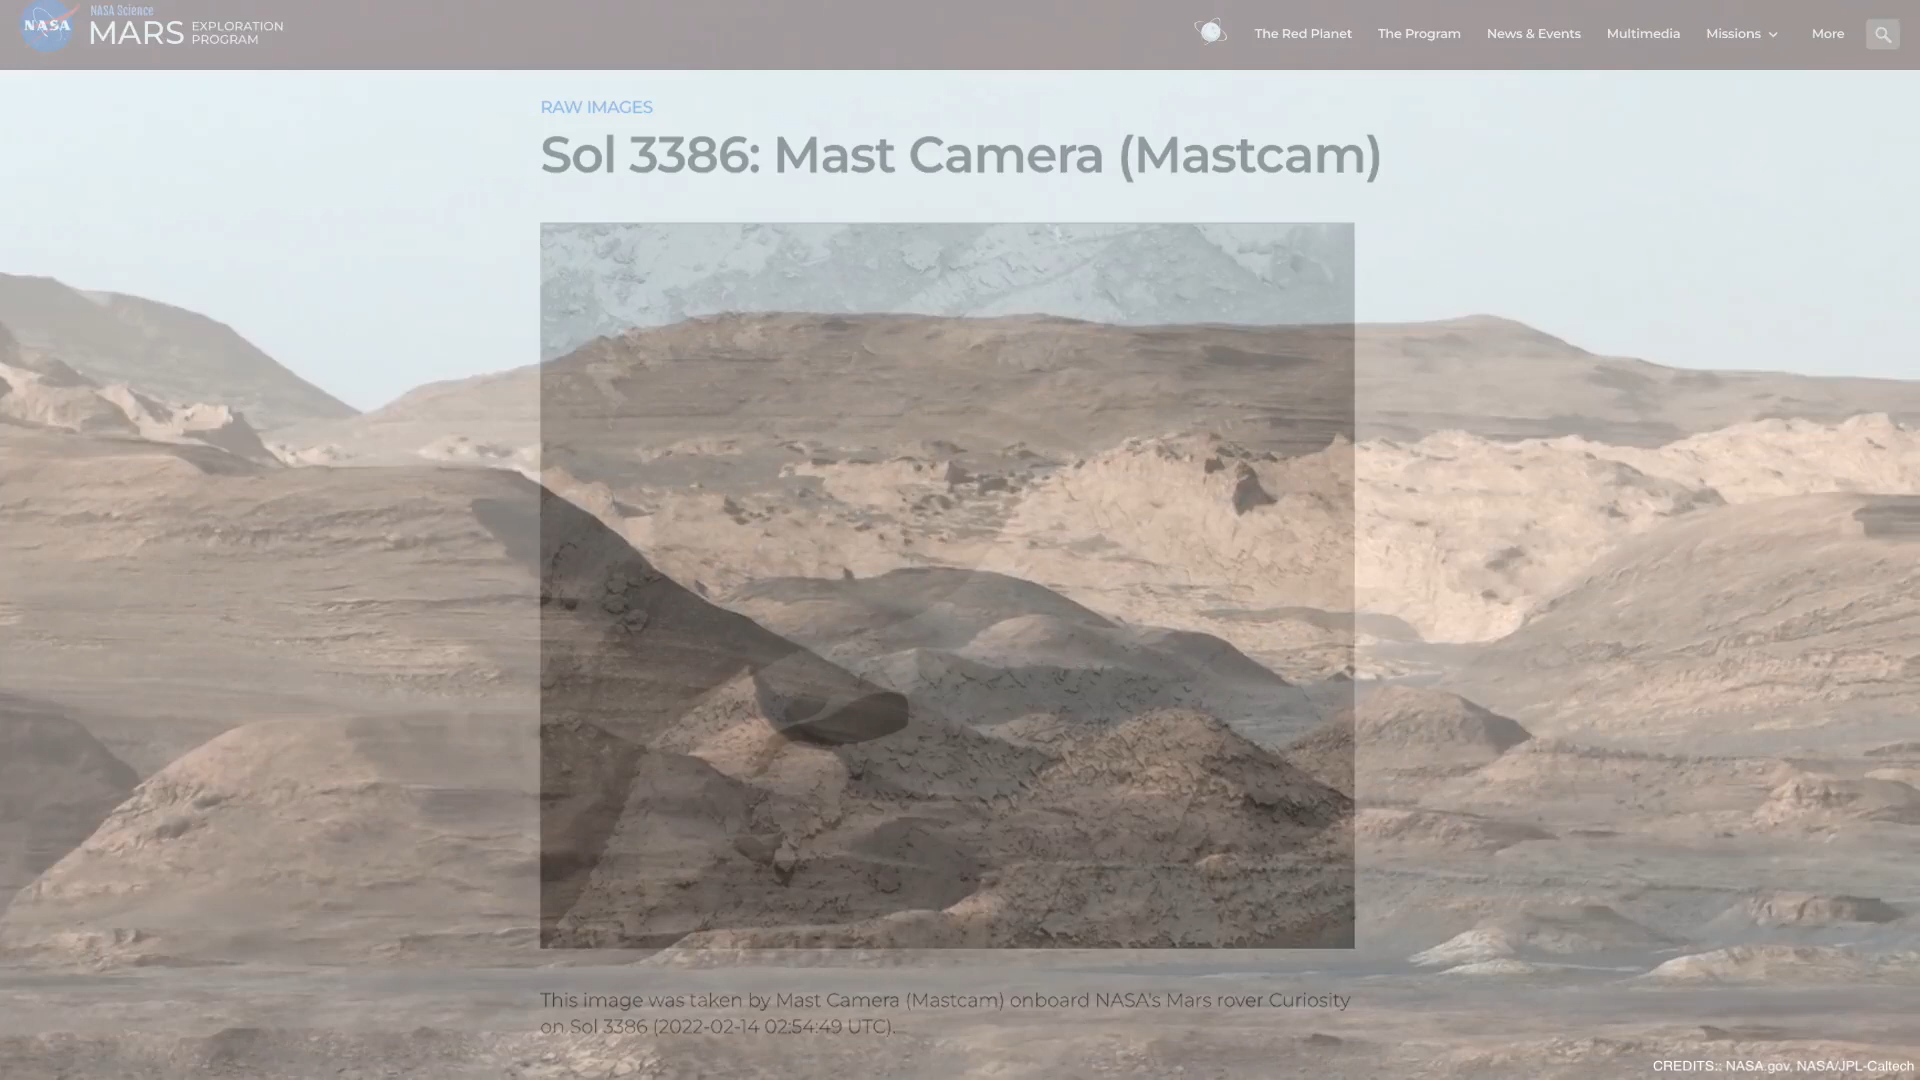 NASA
NASA Science
MARS EXPLORATION PROGRAM
The Red Planet
The Program
News & Events
Multimedia
Missions
More
RAW IMAGES
Sol 3386: Mast Camera (Mastcam)
This image was taken by Mast Camera (Mastcam) onboard NASA's Mars rover Curiosity
on Sol 3386 (2022-02-14 02:54:49 UTC).
CREDITS:: NASA.gov, NASA/JPL-Caltech